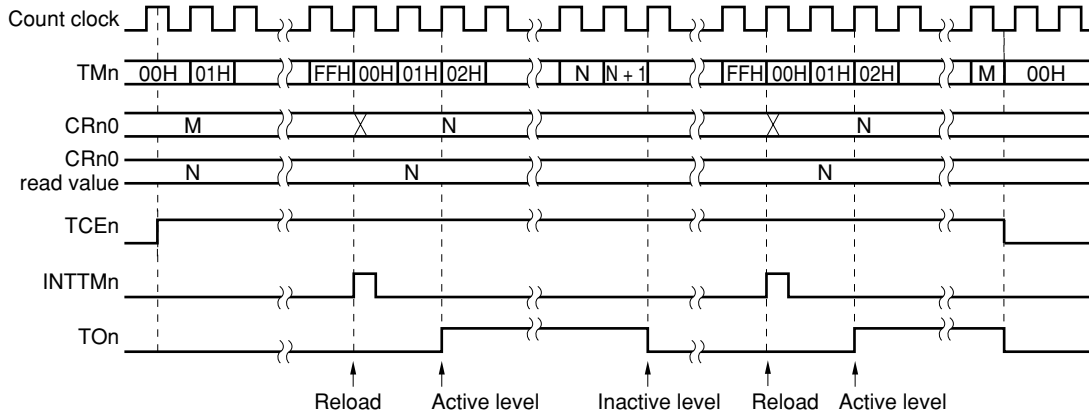 Count clock
TMn 00H 01H FFH 00H 01H 02H N N + 1 FFH 00H 01H 02H M 00H
CRn0 M N N
CRn0
read value N N N
TCEn
INTTMn
TOn
Reload Active level Inactive level Reload Active level